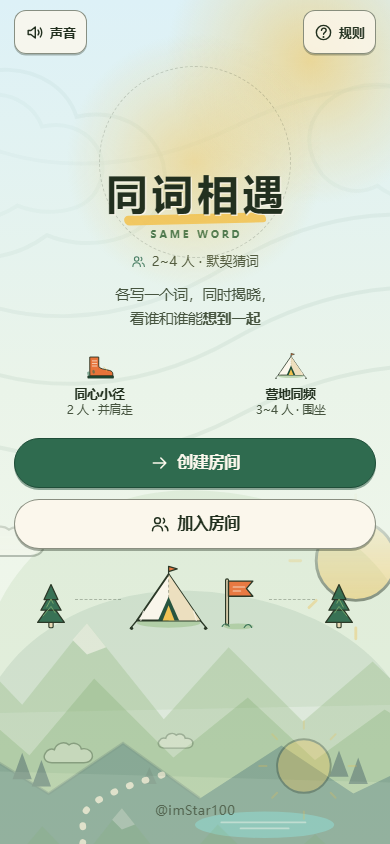 声音
规则
同词相遇
SAME WORD
2~4 人 · 默契猜词
各写一个词，同时揭晓，
看谁和谁能想到一起
同心小径
2 人 · 并肩走
营地同频
3~4 人 · 围坐
创建房间
加入房间
@imStar100